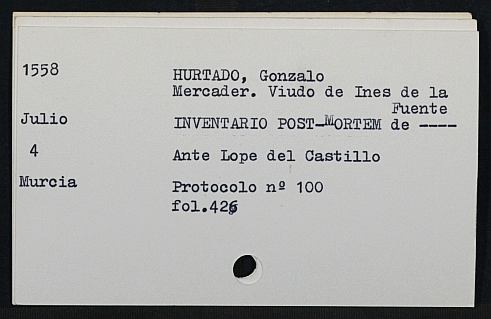 1558
HURTADO, Gonzalo
Mercader. Viudo de Ines de la
Fuente
Julio
INVENTARIO POST-MORTEM de ----
4
Ante Lope del Castillo
Murcia
Protocolo nº 100
fol.426